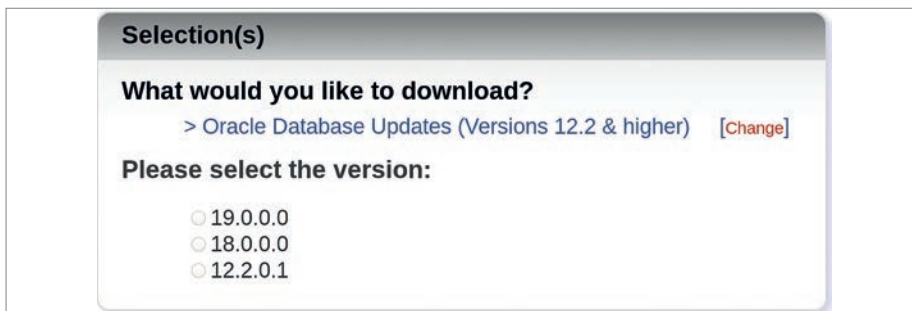 Selection(s)
What would you like to download?
> Oracle Database Updates (Versions 12.2 & higher) [Change]
Please select the version:
19.0.0.0
18.0.0.0
12.2.0.1